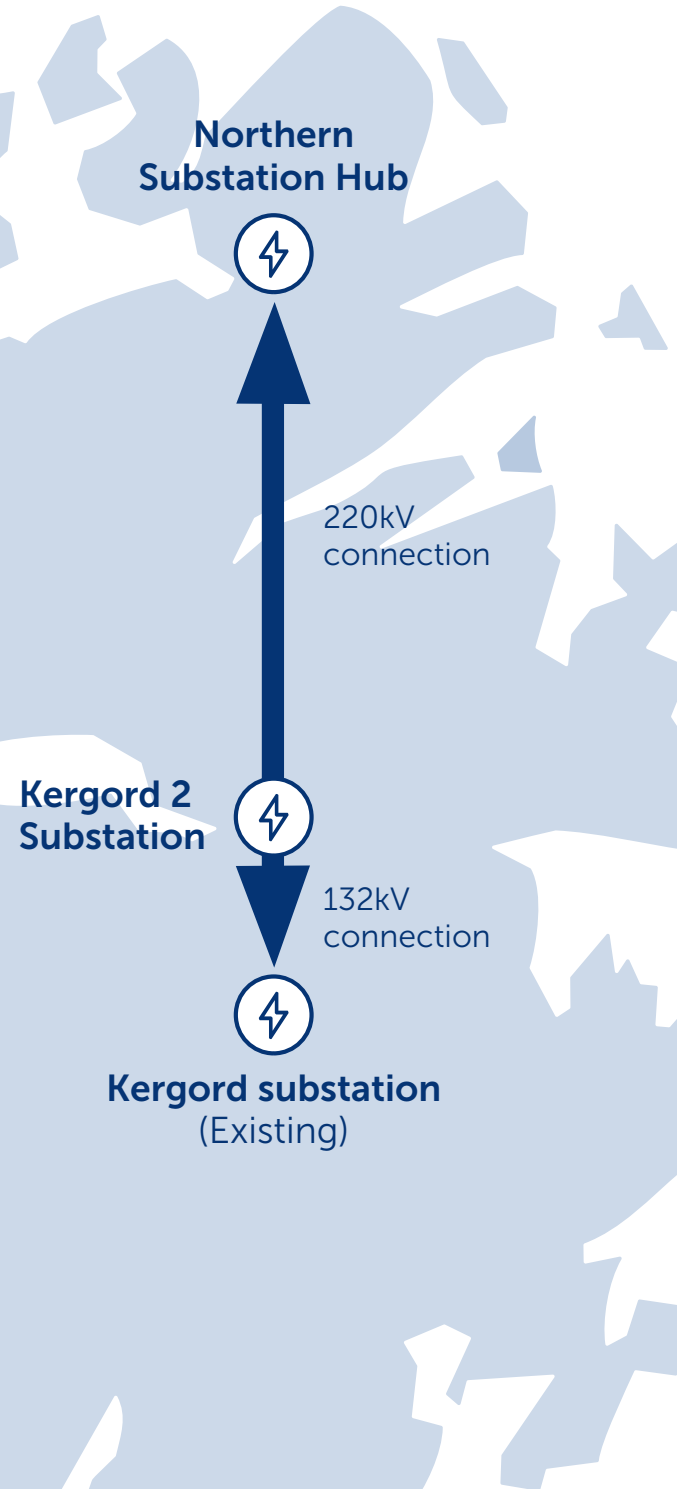 Northern
Substation Hub
220kV
connection
Kergord 2
Substation
132kV
connection
Kergord substation
(Existing)